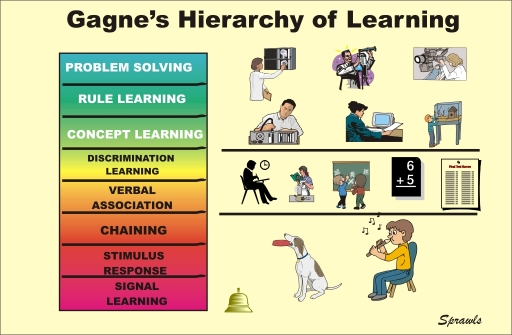 Gagne's Hierarchy of Learning
PROBLEM SOLVING
RULE LEARNING
CONCEPT LEARNING
DISCRIMINATION
LEARNING
VERBAL
ASSOCIATION
CHAINING
STIMULUS
RESPONSE
SIGNAL
LEARNING
6
+ 5
Sprawls